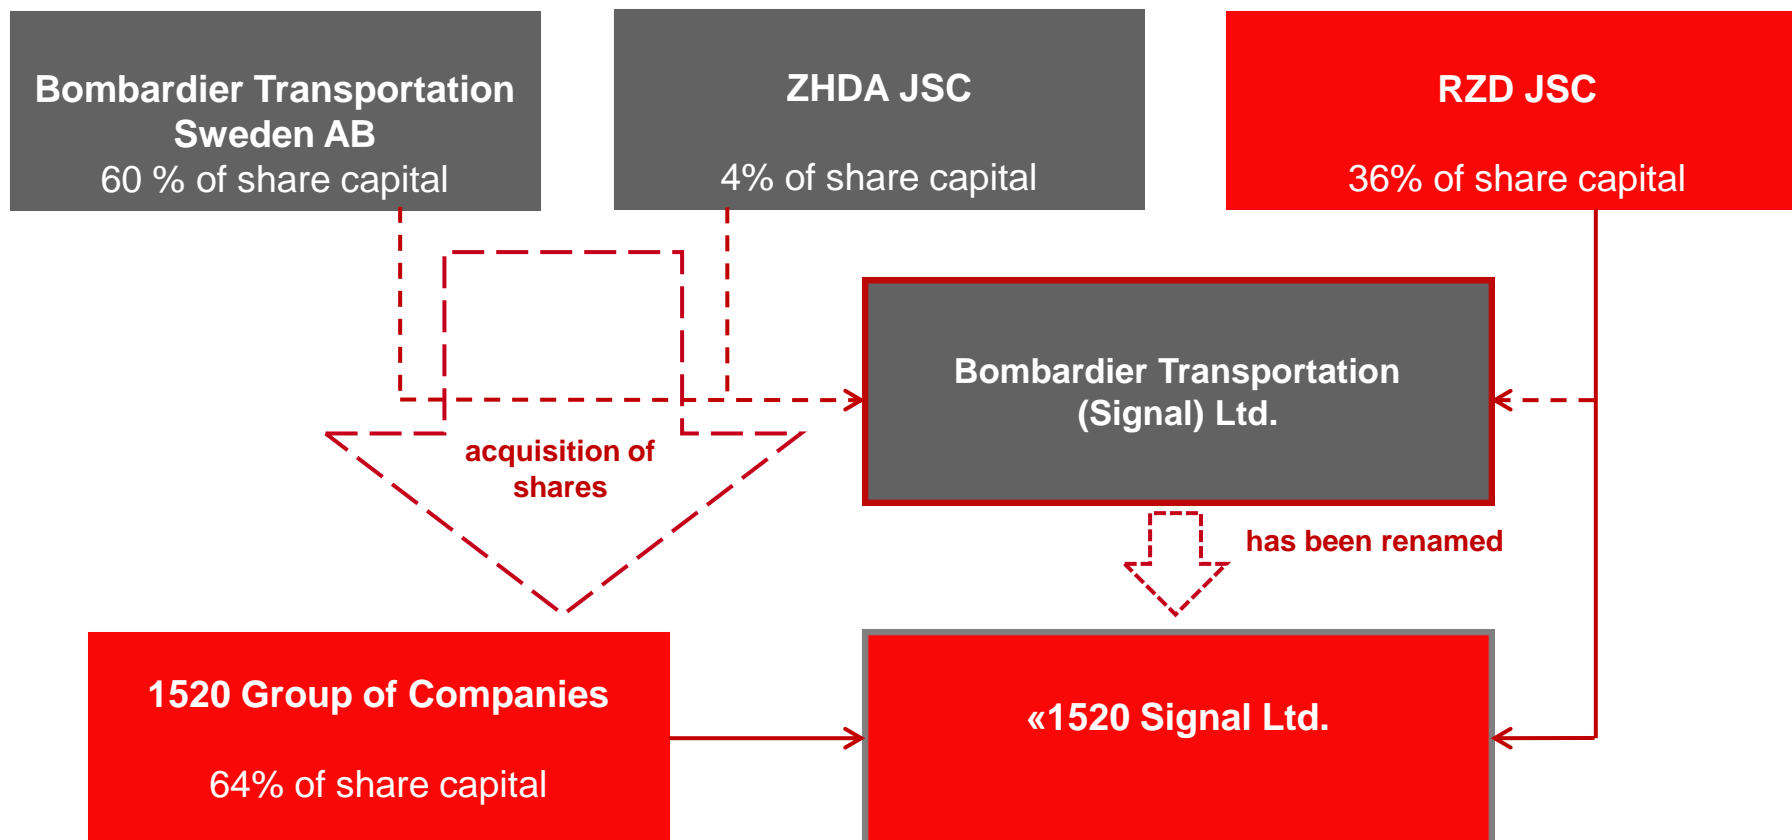 Bombardier Transportation
Sweden AB
60 % of share capital
ZHDA JSC
4% of share capital
RZD JSC
36% of share capital
Bombardier Transportation
(Signal) Ltd.
acquisition of
shares
has been renamed
1520 Group of Companies
64% of share capital
«1520 Signal Ltd.